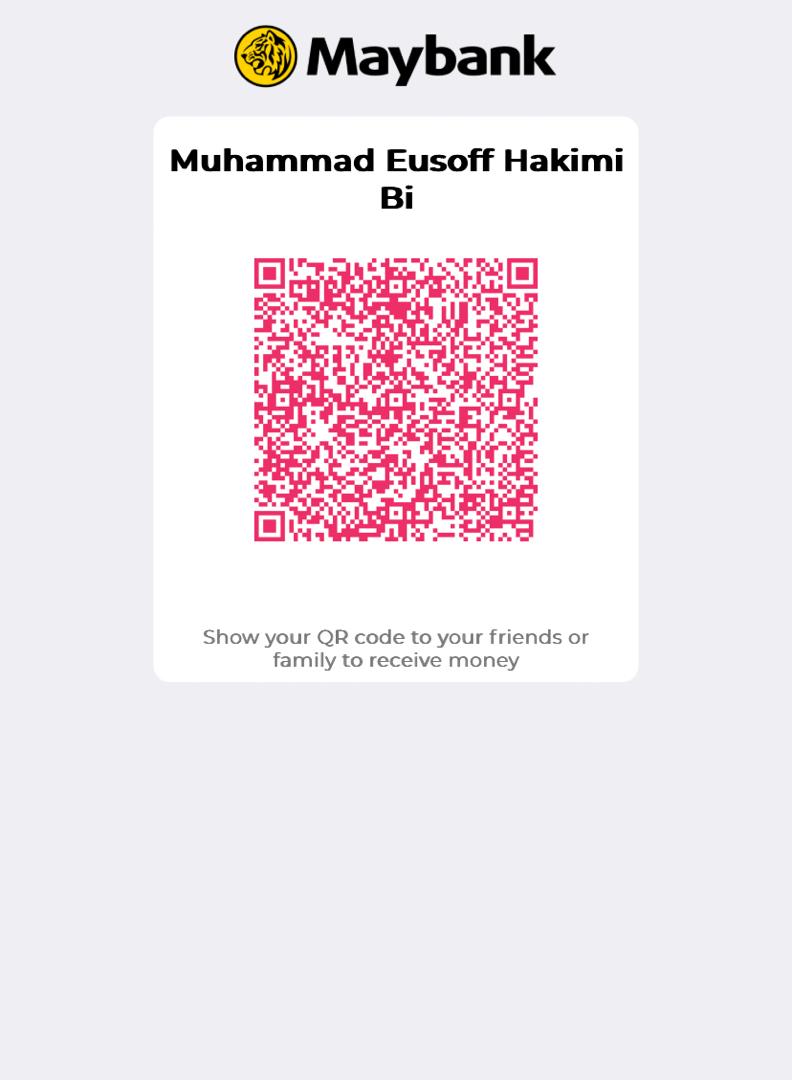 Maybank
Muhammad Eusoff Hakimi
Bi
Show your QR code to your friends or
family to receive money